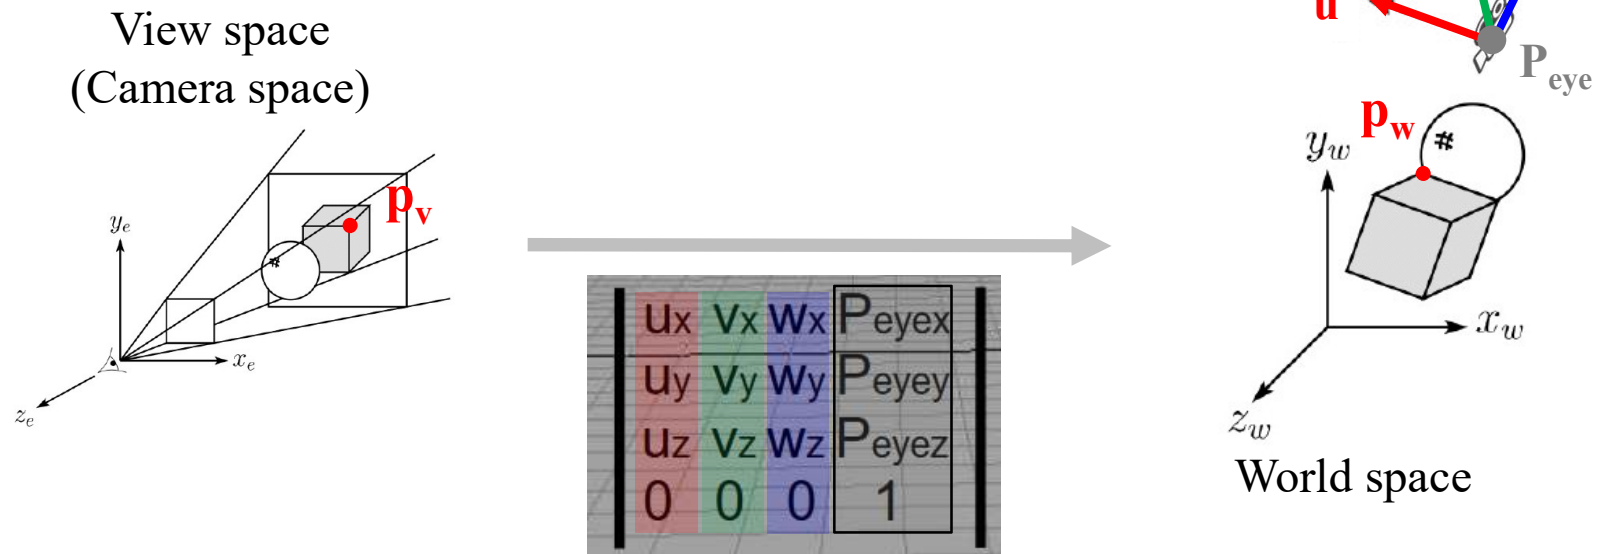 View space
(Camera space)
u
P_eye
p_w
#
y_w
x_w
z_w
World space
p_v
#
y_e
x_e
z_e
ux vx wx Peyex
uy vy wy Peyey
uz vz wz Peyez
0 0 0 1